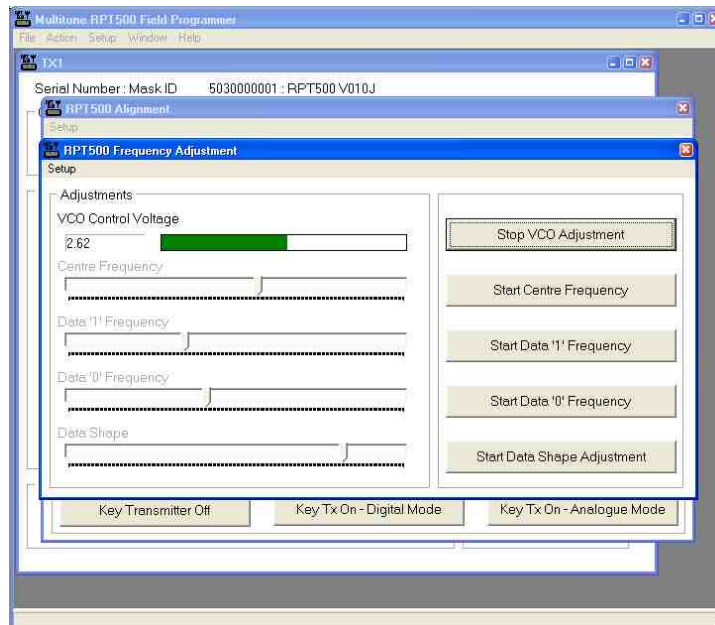 Multitone RPT500 Field Programmer
File Action Setup Window Help
TX1
Serial Number : Mask ID 5030000001 : RPT500 V010J
RPT500 Alignment
Setup
RPT500 Frequency Adjustment
Setup
Adjustments
VCO Control Voltage
2.62
Stop VCO Adjustment
Centre Frequency
Start Centre Frequency
Data '1' Frequency
Start Data '1' Frequency
Data '0' Frequency
Start Data '0' Frequency
Data Shape
Start Data Shape Adjustment
Key Transmitter Off Key Tx On - Digital Mode Key Tx On - Analogue Mode